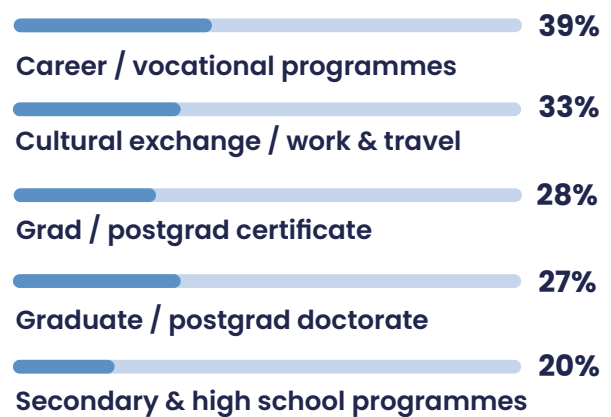 39%
Career / vocational programmes
33%
Cultural exchange / work & travel
28%
Grad / postgrad certificate
27%
Graduate / postgrad doctorate
20%
Secondary & high school programmes